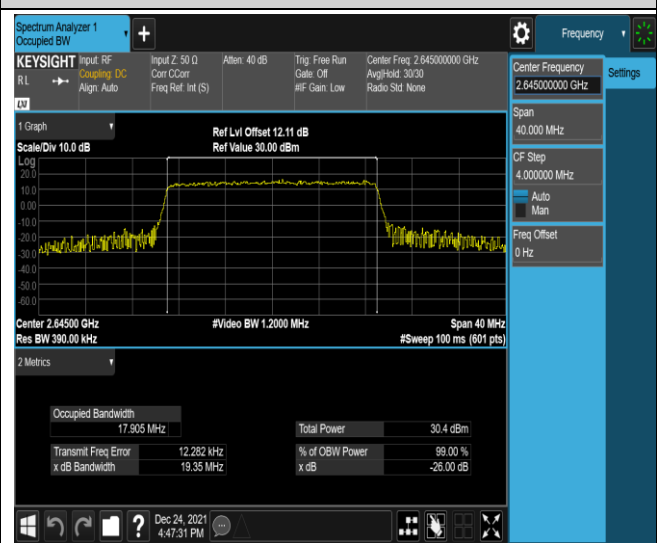 Spectrum Analyzer 1
Occupied BW
Frequency
KEYSIGHT
RL
LXI
Input: RF
Coupling: DC
Align: Auto
Input Z: 50 Ω
Corr CCorr
Freq Ref: Int (S)
Atten: 40 dB
Trig: Free Run
Gate: Off
#IF Gain: Low
Center Freq: 2.645000000 GHz
Avg|Hold: 30/30
Radio Std: None
1 Graph
Scale/Div 10.0 dB
Ref Lvl Offset 12.11 dB
Ref Value 30.00 dBm
Log
20.0
10.0
0.00
-10.0
-20.0
-30.0
-40.0
-50.0
-60.0
Center 2.64500 GHz
Res BW 390.00 kHz
#Video BW 1.2000 MHz
Span 40 MHz
#Sweep 100 ms (601 pts)
2 Metrics
Occupied Bandwidth
17.905 MHz
Total Power 30.4 dBm
Transmit Freq Error 12.282 kHz
% of OBW Power 99.00 %
x dB Bandwidth 19.35 MHz
x dB -26.00 dB
Dec 24, 2021
4:47:31 PM
Center Frequency
2.645000000 GHz
Settings
Span
40.000 MHz
CF Step
4.000000 MHz
Auto
Man
Freq Offset
0 Hz